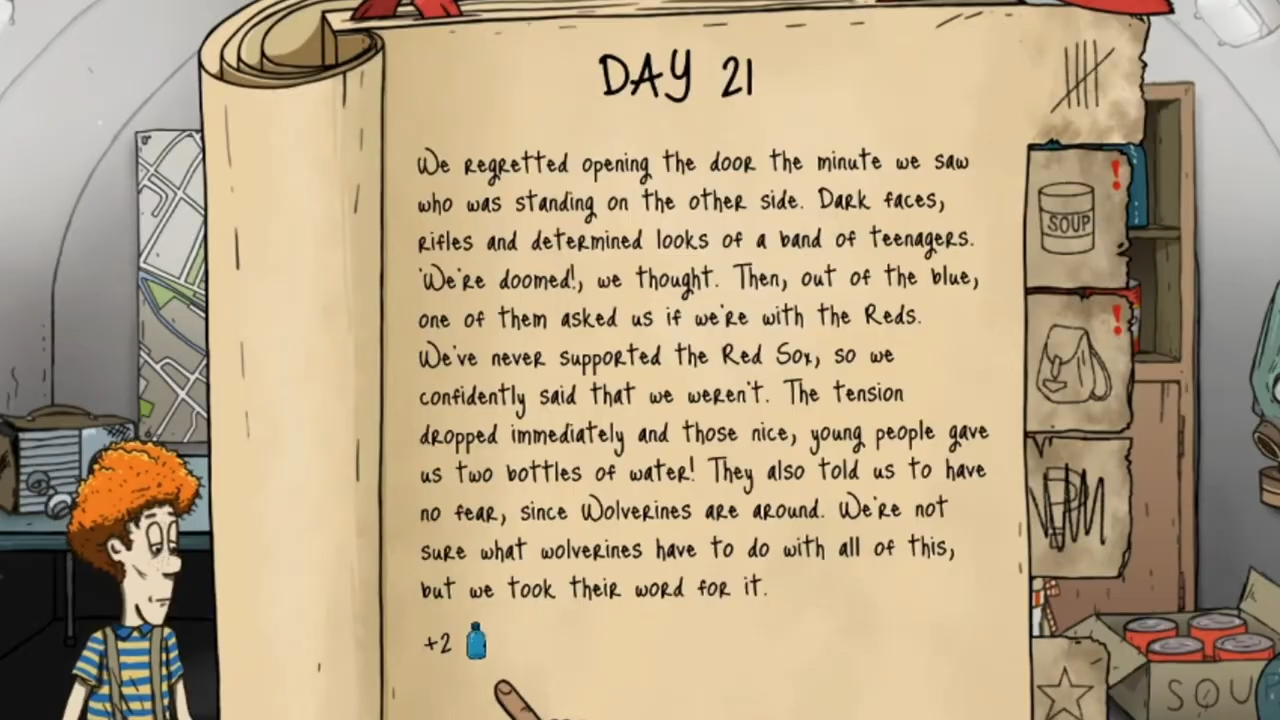 DAY 21
We regretted opening the door the minute we saw
who was standing on the other side. Dark faces,
rifles and determined looks of a band of teenagers.
'We're doomed!, we thought. Then, out of the blue,
one of them asked us if we're with the Reds.
We've never supported the Red Sox, so we
confidently said that we weren't. The tension
dropped immediately and those nice, young people gave
us two bottles of water! They also told us to have
no fear, since Wolverines are around. We're not
sure what wolverines have to do with all of this,
but we took their word for it.
+2
!
SOUP
!
SOU